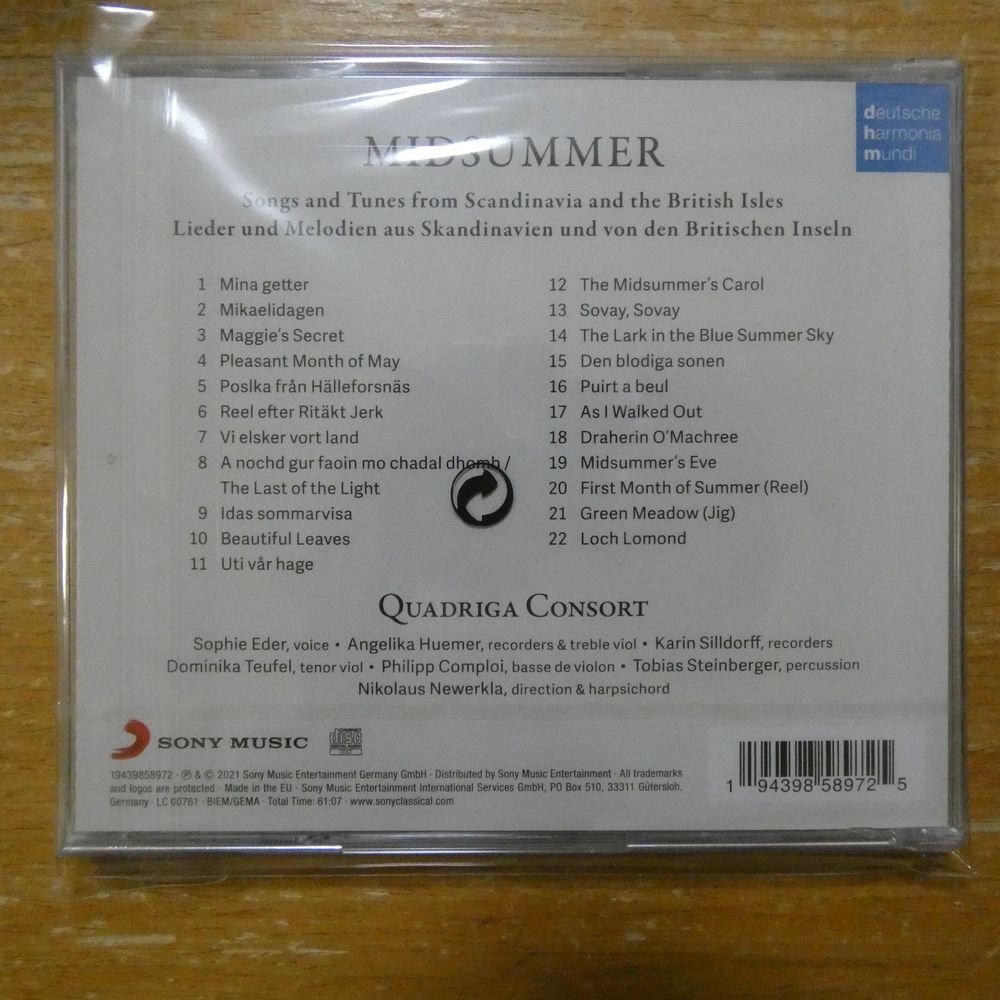 deutsche
harmonia
mundi
MIDSUMMER
Songs and Tunes from Scandinavia and the British Isles
Lieder und Melodien aus Skandinavien und von den Britischen Inseln
1 Mina getter
2 Mikaelidagen
3 Maggie's Secret
4 Pleasant Month of May
5 Poslka från Hälleforsnäs
6 Reel efter Ritäkt Jerk
7 Vi elsker vort land
8 A nochd gur faoin mo chadal dhomh /
The Last of the Light
9 Idas sommarvisa
10 Beautiful Leaves
11 Uti vår hage
12 The Midsummer's Carol
13 Sovay, Sovay
14 The Lark in the Blue Summer Sky
15 Den blodiga sonen
16 Puirt a beul
17 As I Walked Out
18 Draherin O'Machree
19 Midsummer's Eve
20 First Month of Summer (Reel)
21 Green Meadow (Jig)
22 Loch Lomond
QUADRIGA CONSORT
Sophie Eder, voice • Angelika Huemer, recorders & treble viol • Karin Silldorff, recorders
Dominika Teufel, tenor viol • Philipp Comploi, basse de violon • Tobias Steinberger, percussion
Nikolaus Newerkla, direction & harpsichord
SONY MUSIC
COMPACT
disc
DIGITAL AUDIO
TEXT
19439858972 · ℗ & © 2021 Sony Music Entertainment Germany GmbH · Distributed by Sony Music Entertainment · All trademarks
and logos are protected · Made in the EU · Sony Music Entertainment International Services GmbH, PO Box 510, 33311 Gütersloh,
Germany · LC 00761 · BIEM/GEMA · Total Time: 61:07 · www.sonyclassical.com
1 94398 58972 5